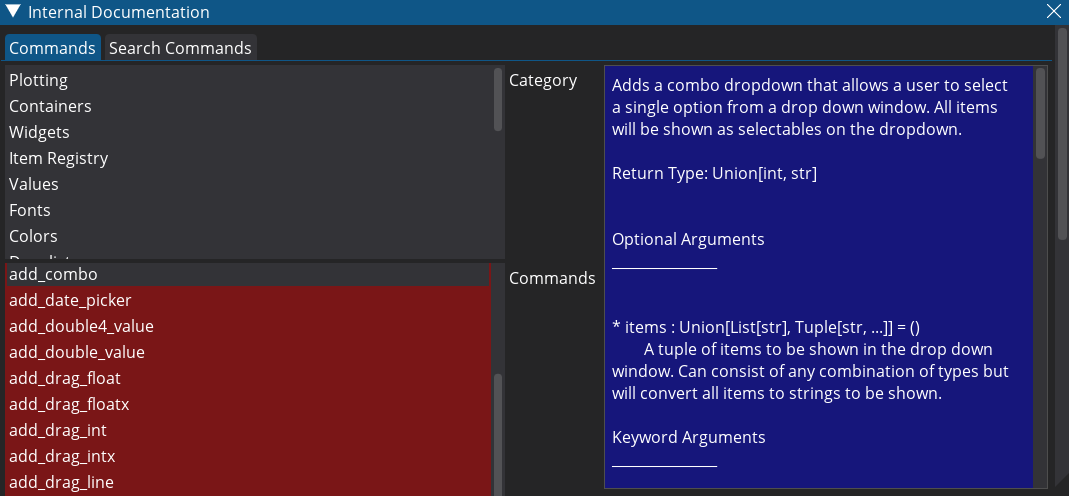 Internal Documentation
Commands
Search Commands
Plotting
Containers
Widgets
Item Registry
Values
Fonts
Colors
Category
add_combo
add_date_picker
add_double4_value
add_double_value
add_drag_float
add_drag_floatx
add_drag_int
add_drag_intx
add_drag_line
Commands
Adds a combo dropdown that allows a user to select
a single option from a drop down window. All items
will be shown as selectables on the dropdown.
Return Type: Union[int, str]
Optional Arguments
______________
* items : Union[List[str], Tuple[str, ...]] = ()
A tuple of items to be shown in the drop down
window. Can consist of any combination of types but
will convert all items to strings to be shown.
Keyword Arguments
______________